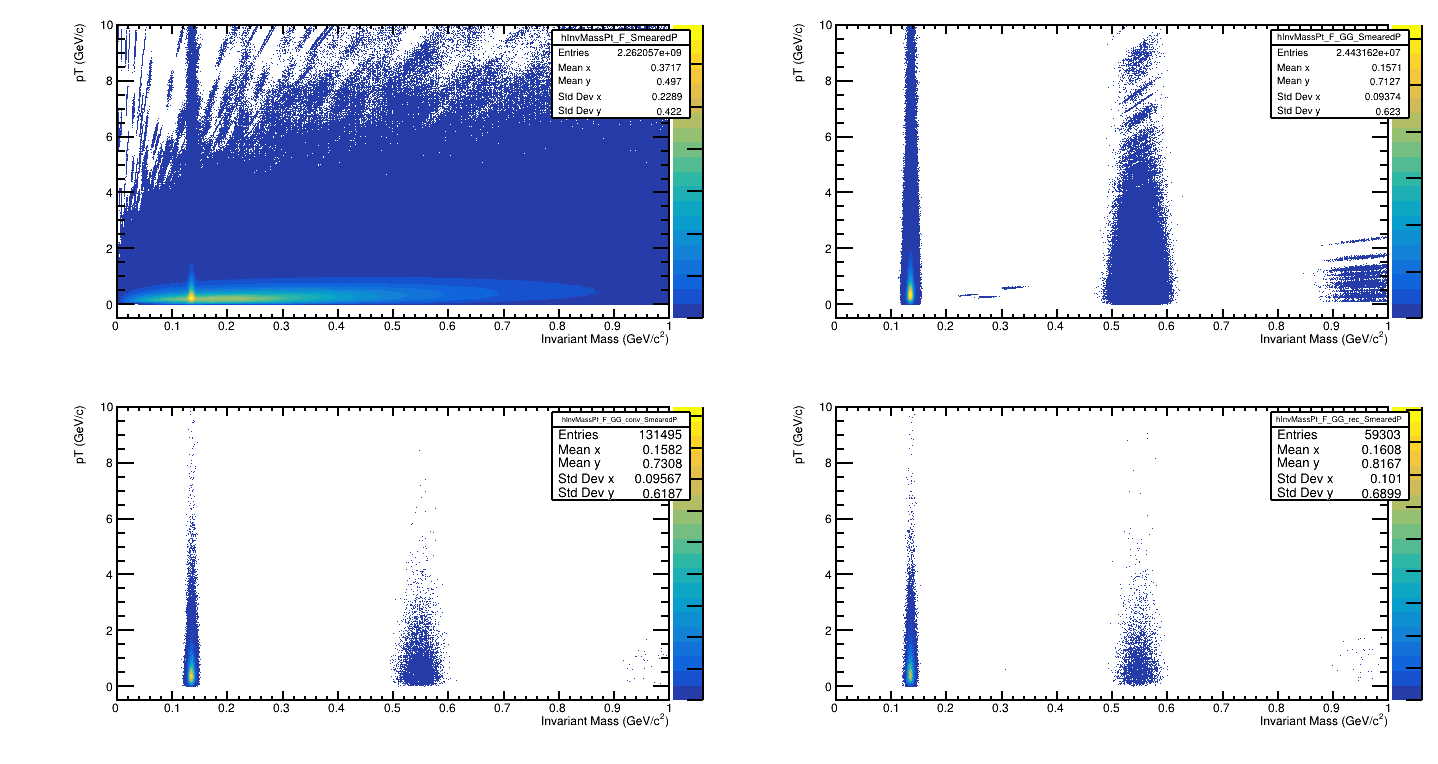 hInvMassPt_F_SmearedP
Entries 2.262057e+09
Mean x 0.3717
Mean y 0.497
Std Dev x 0.2289
Std Dev y 0.422
pT (GeV/c)
10
8
6
4
2
0
0 0.1 0.2 0.3 0.4 0.5 0.6 0.7 0.8 0.9 1
Invariant Mass (GeV/c²)
hInvMassPt_F_GG_SmearedP
Entries 2.443162e+07
Mean x 0.1571
Mean y 0.7127
Std Dev x 0.09374
Std Dev y 0.623
pT (GeV/c)
10
8
6
4
2
0
0 0.1 0.2 0.3 0.4 0.5 0.6 0.7 0.8 0.9 1
Invariant Mass (GeV/c²)
hInvMassPt_F_GG_conv_SmearedP
Entries 131495
Mean x 0.1582
Mean y 0.7308
Std Dev x 0.09567
Std Dev y 0.6187
pT (GeV/c)
10
8
6
4
2
0
0 0.1 0.2 0.3 0.4 0.5 0.6 0.7 0.8 0.9 1
Invariant Mass (GeV/c²)
hInvMassPt_F_GG_rec_SmearedP
Entries 59303
Mean x 0.1608
Mean y 0.8167
Std Dev x 0.101
Std Dev y 0.6899
pT (GeV/c)
10
8
6
4
2
0
0 0.1 0.2 0.3 0.4 0.5 0.6 0.7 0.8 0.9 1
Invariant Mass (GeV/c²)